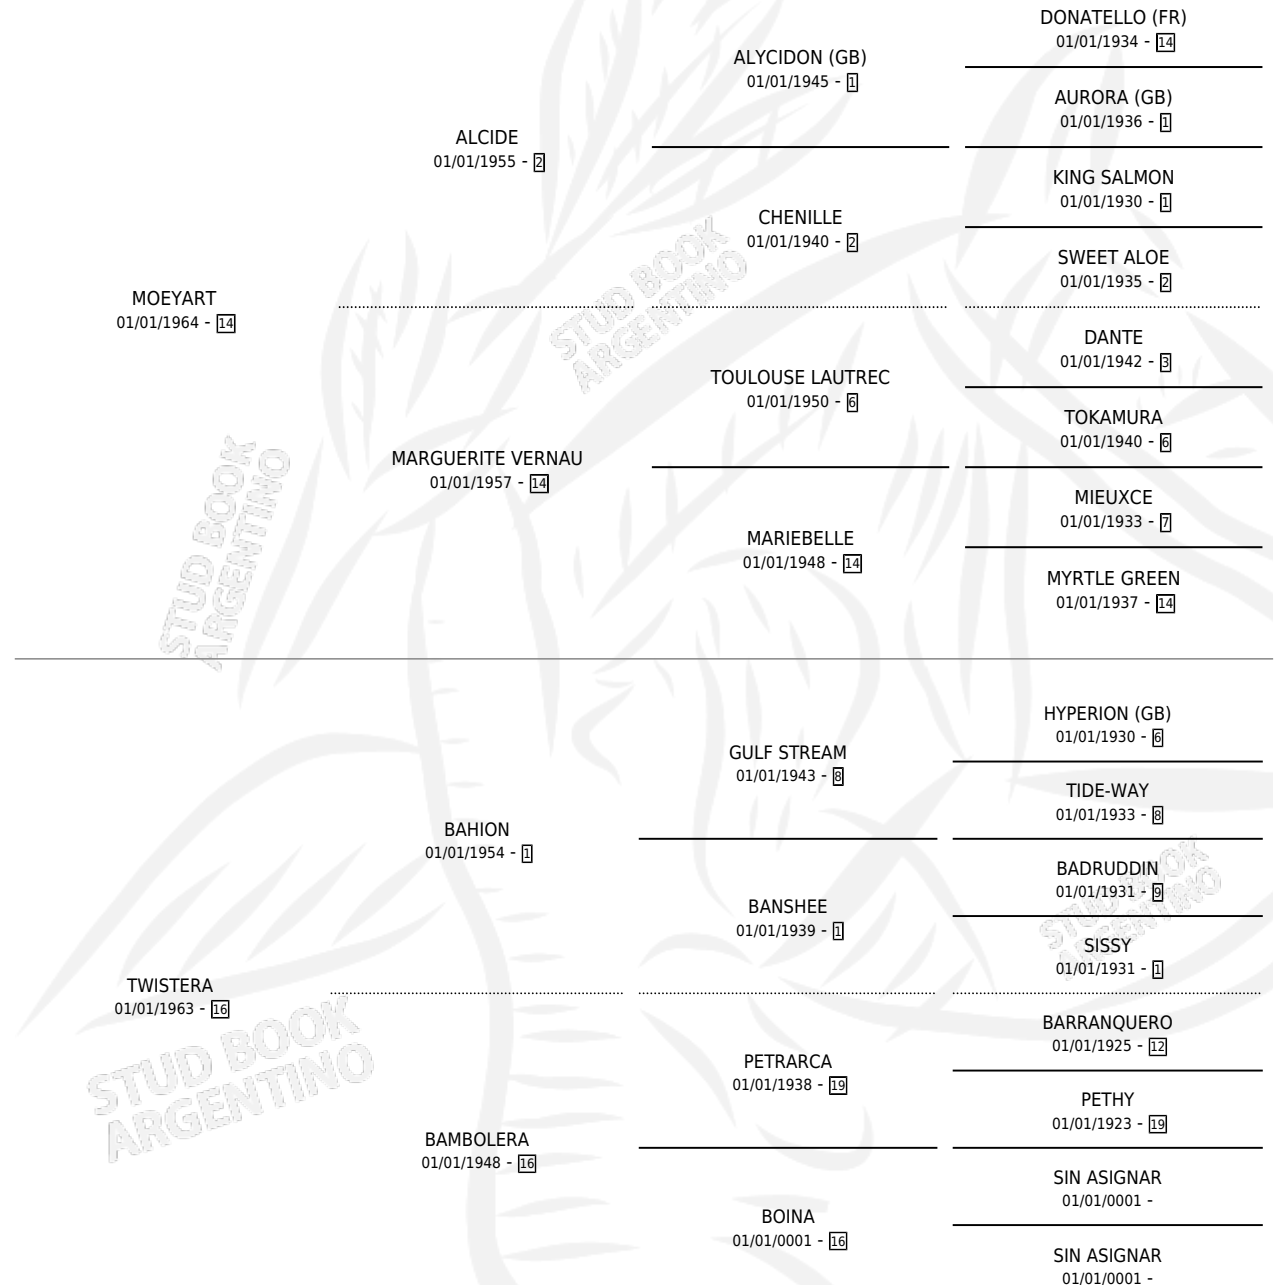 DONATELLO (FR)
01/01/1934 - 14
ALYCIDON (GB)
01/01/1945 - 1
AURORA (GB)
01/01/1936 - 1
ALCIDE
01/01/1955 - 2
KING SALMON
01/01/1930 - 1
CHENILLE
01/01/1940 - 2
SWEET ALOE
01/01/1935 - 2
MOEYART
01/01/1964 - 14
DANTE
01/01/1942 - 3
TOULOUSE LAUTREC
01/01/1950 - 6
TOKAMURA
01/01/1940 - 6
MARGUERITE VERNAU
01/01/1957 - 14
MIEUXCE
01/01/1933 - 7
MARIEBELLE
01/01/1948 - 14
MYRTLE GREEN
01/01/1937 - 14
HYPERION (GB)
01/01/1930 - 6
GULF STREAM
01/01/1943 - 8
TIDE-WAY
01/01/1933 - 8
BAHION
01/01/1954 - 1
BADRUDDIN
01/01/1931 - 9
BANSHEE
01/01/1939 - 1
SISSY
01/01/1931 - 1
TWISTERA
01/01/1963 - 16
BARRANQUERO
01/01/1925 - 12
PETRARCA
01/01/1938 - 19
PETHY
01/01/1923 - 19
BAMBOLERA
01/01/1948 - 16
SIN ASIGNAR
01/01/0001 -
BOINA
01/01/0001 - 16
SIN ASIGNAR
01/01/0001 -
STUD BOOK
ARGENTINO
STUD BOOK
ARGENTINO
STUD BOOK
ARGENTINO
STUD BOOK
ARGENTINO